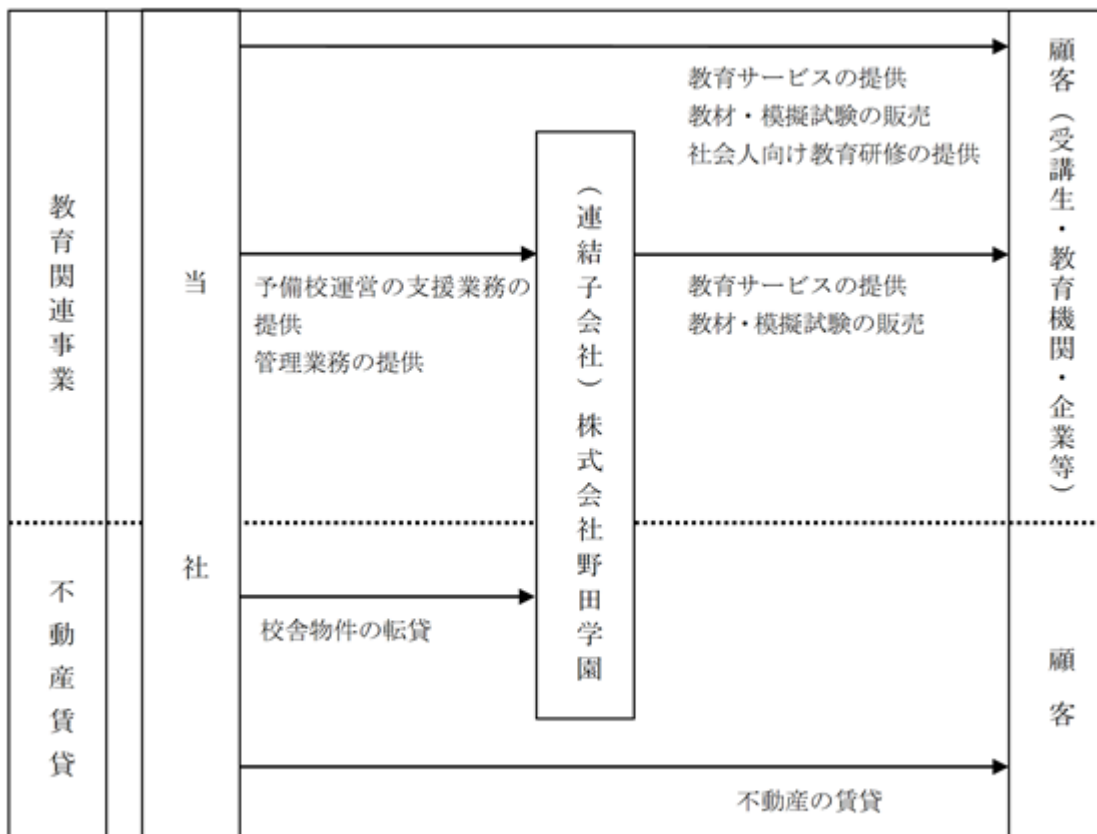 教育関連事業
不動産賃貸
当社
教育サービスの提供
教材・模擬試験の販売
社会人向け教育研修の提供
予備校運営の支援業務の
提供
管理業務の提供
(連結子会社)株式会社野田学園
教育サービスの提供
教材・模擬試験の販売
校舎物件の転貸
不動産の賃貸
顧客(受講生・教育機関・企業等)
顧客